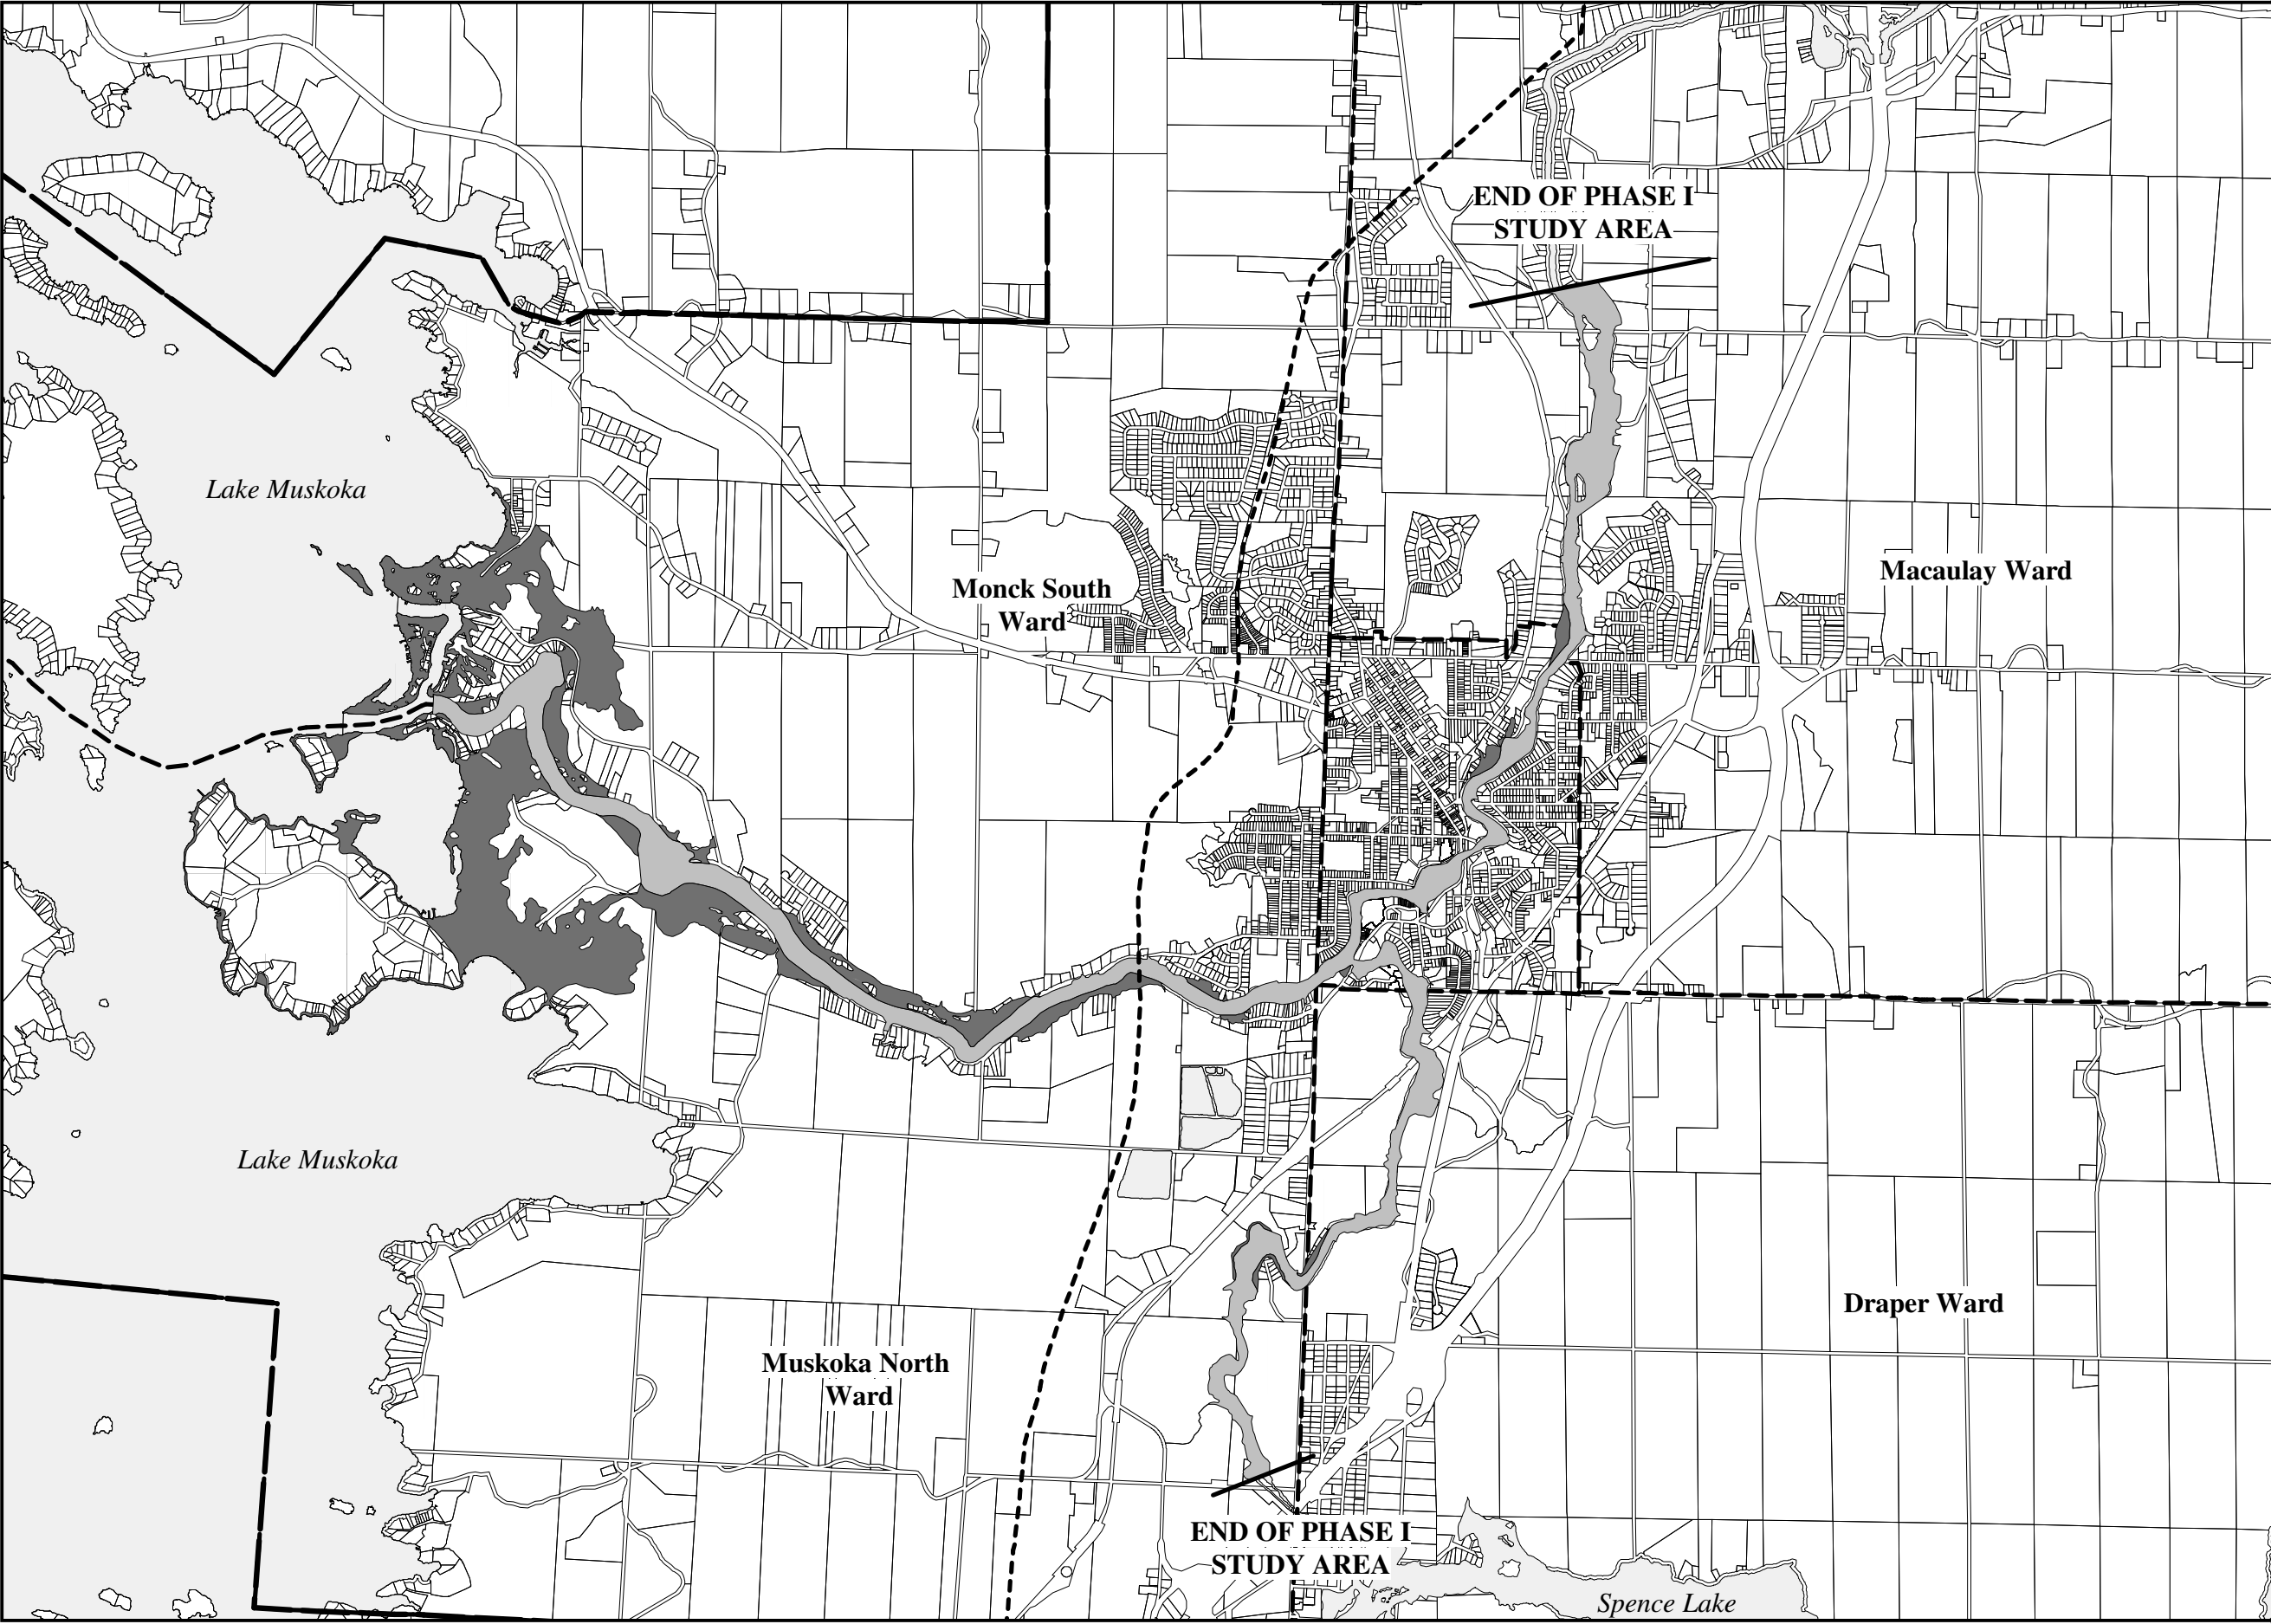 END OF PHASE I
STUDY AREA
Lake Muskoka
Monck South
Ward
Macaulay Ward
Lake Muskoka
Draper Ward
Muskoka North
Ward
END OF PHASE I
STUDY AREA
Spence Lake